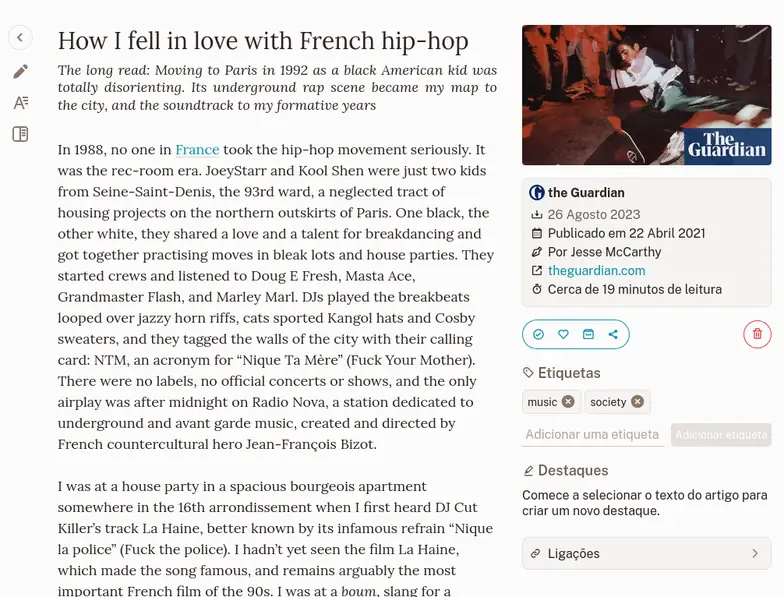 How I fell in love with French hip-hop
The long read: Moving to Paris in 1992 as a black American kid was
totally disorienting. Its underground rap scene became my map to
the city, and the soundtrack to my formative years
In 1988, no one in France took the hip-hop movement seriously. It
was the rec-room era. JoeyStarr and Kool Shen were just two kids
from Seine-Saint-Denis, the 93rd ward, a neglected tract of
housing projects on the northern outskirts of Paris. One black, the
other white, they shared a love and a talent for breakdancing and
got together practising moves in bleak lots and house parties. They
started crews and listened to Doug E Fresh, Masta Ace,
Grandmaster Flash, and Marley Marl. DJs played the breakbeats
looped over jazzy horn riffs, cats sported Kangol hats and Cosby
sweaters, and they tagged the walls of the city with their calling
card: NTM, an acronym for “Nique Ta Mère” (Fuck Your Mother).
There were no labels, no official concerts or shows, and the only
airplay was after midnight on Radio Nova, a station dedicated to
underground and avant garde music, created and directed by
French countercultural hero Jean-François Bizot.
I was at a house party in a spacious bourgeois apartment
somewhere in the 16th arrondissement when I first heard DJ Cut
Killer’s track La Haine, better known by its infamous refrain “Nique
la police” (Fuck the police). I hadn’t yet seen the film La Haine,
which made the song famous, and remains arguably the most
important French film of the 90s. I was at a boum, slang for a
The
Guardian
the Guardian
26 Agosto 2023
Publicado em 22 Abril 2021
Por Jesse McCarthy
theguardian.com
Cerca de 19 minutos de leitura
Etiquetas
music
society
Adicionar uma etiqueta
Adicionar etiqueta
Destaques
Comece a selecionar o texto do artigo para
criar um novo destaque.
Ligações